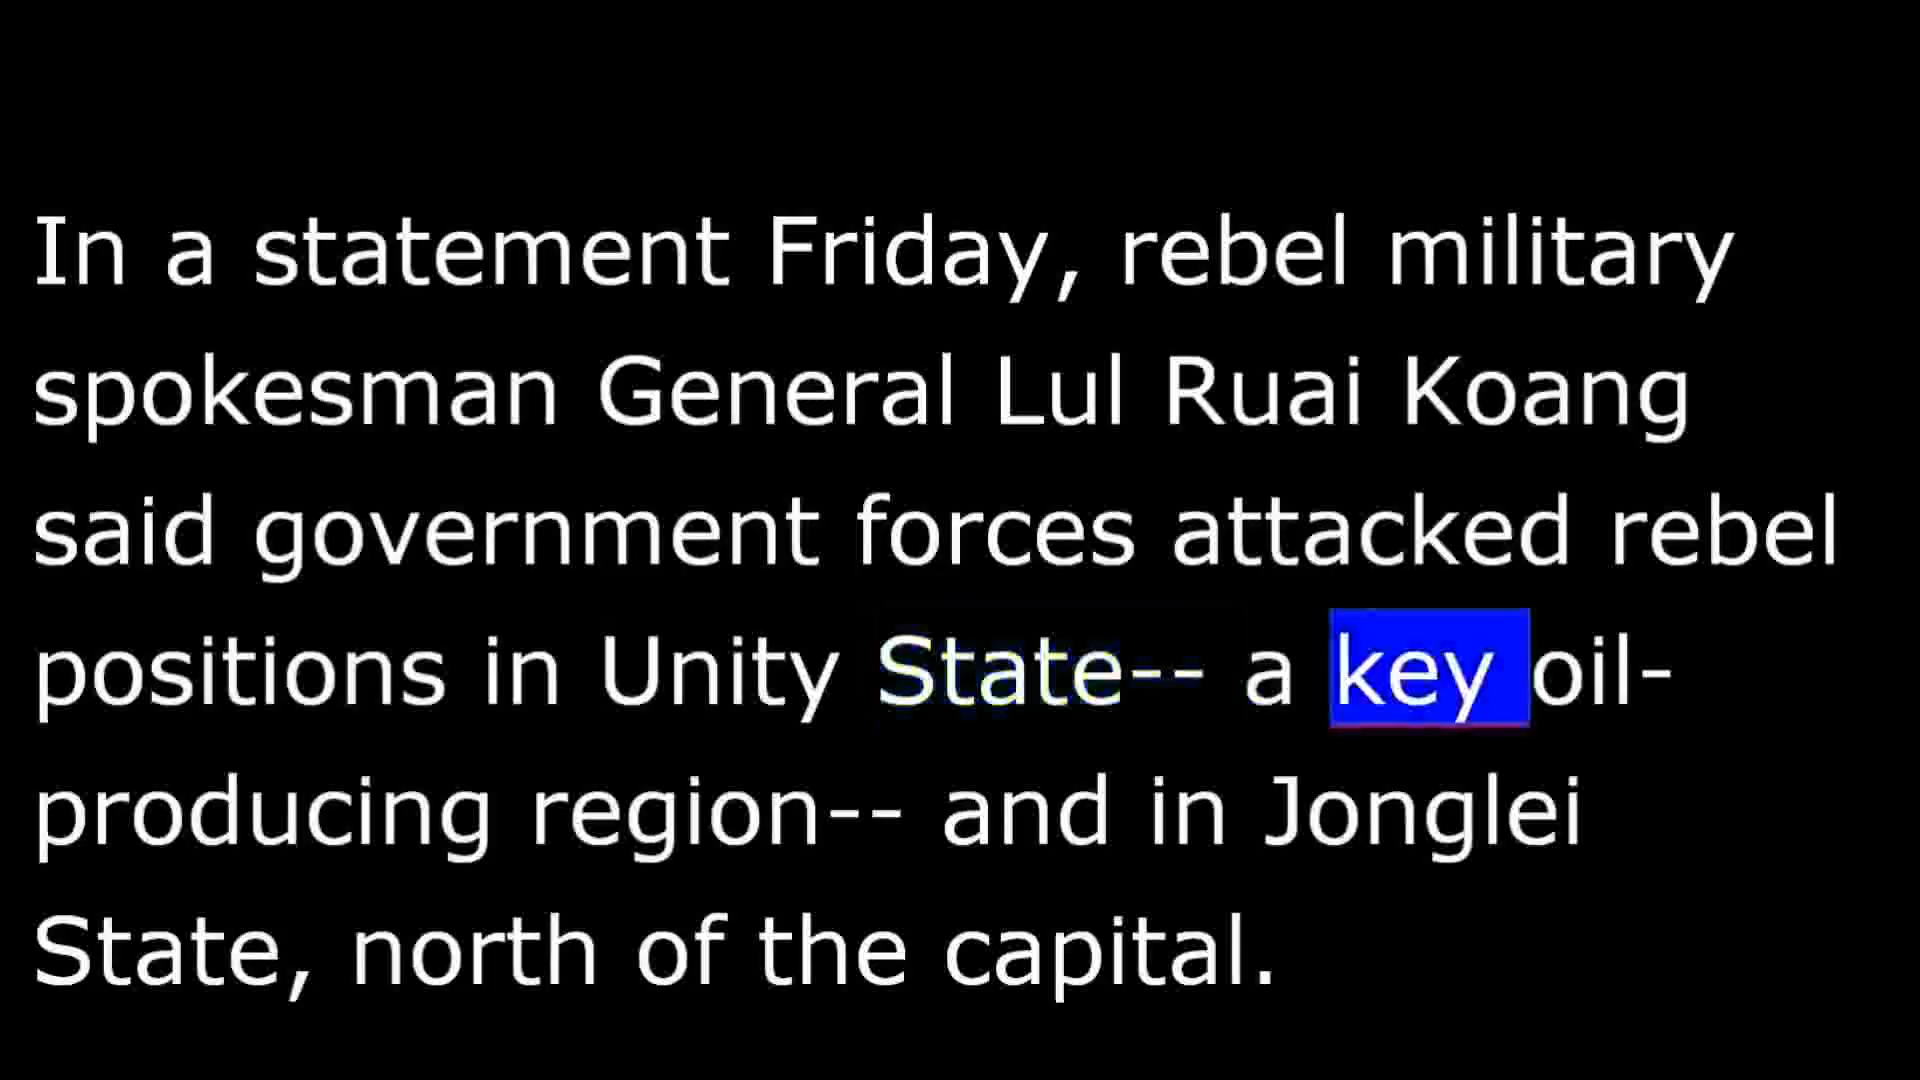 In a statement Friday, rebel military
spokesman General Lul Ruai Koang
said government forces attacked rebel
positions in Unity State-- a key oil-
producing region-- and in Jonglei
State, north of the capital.